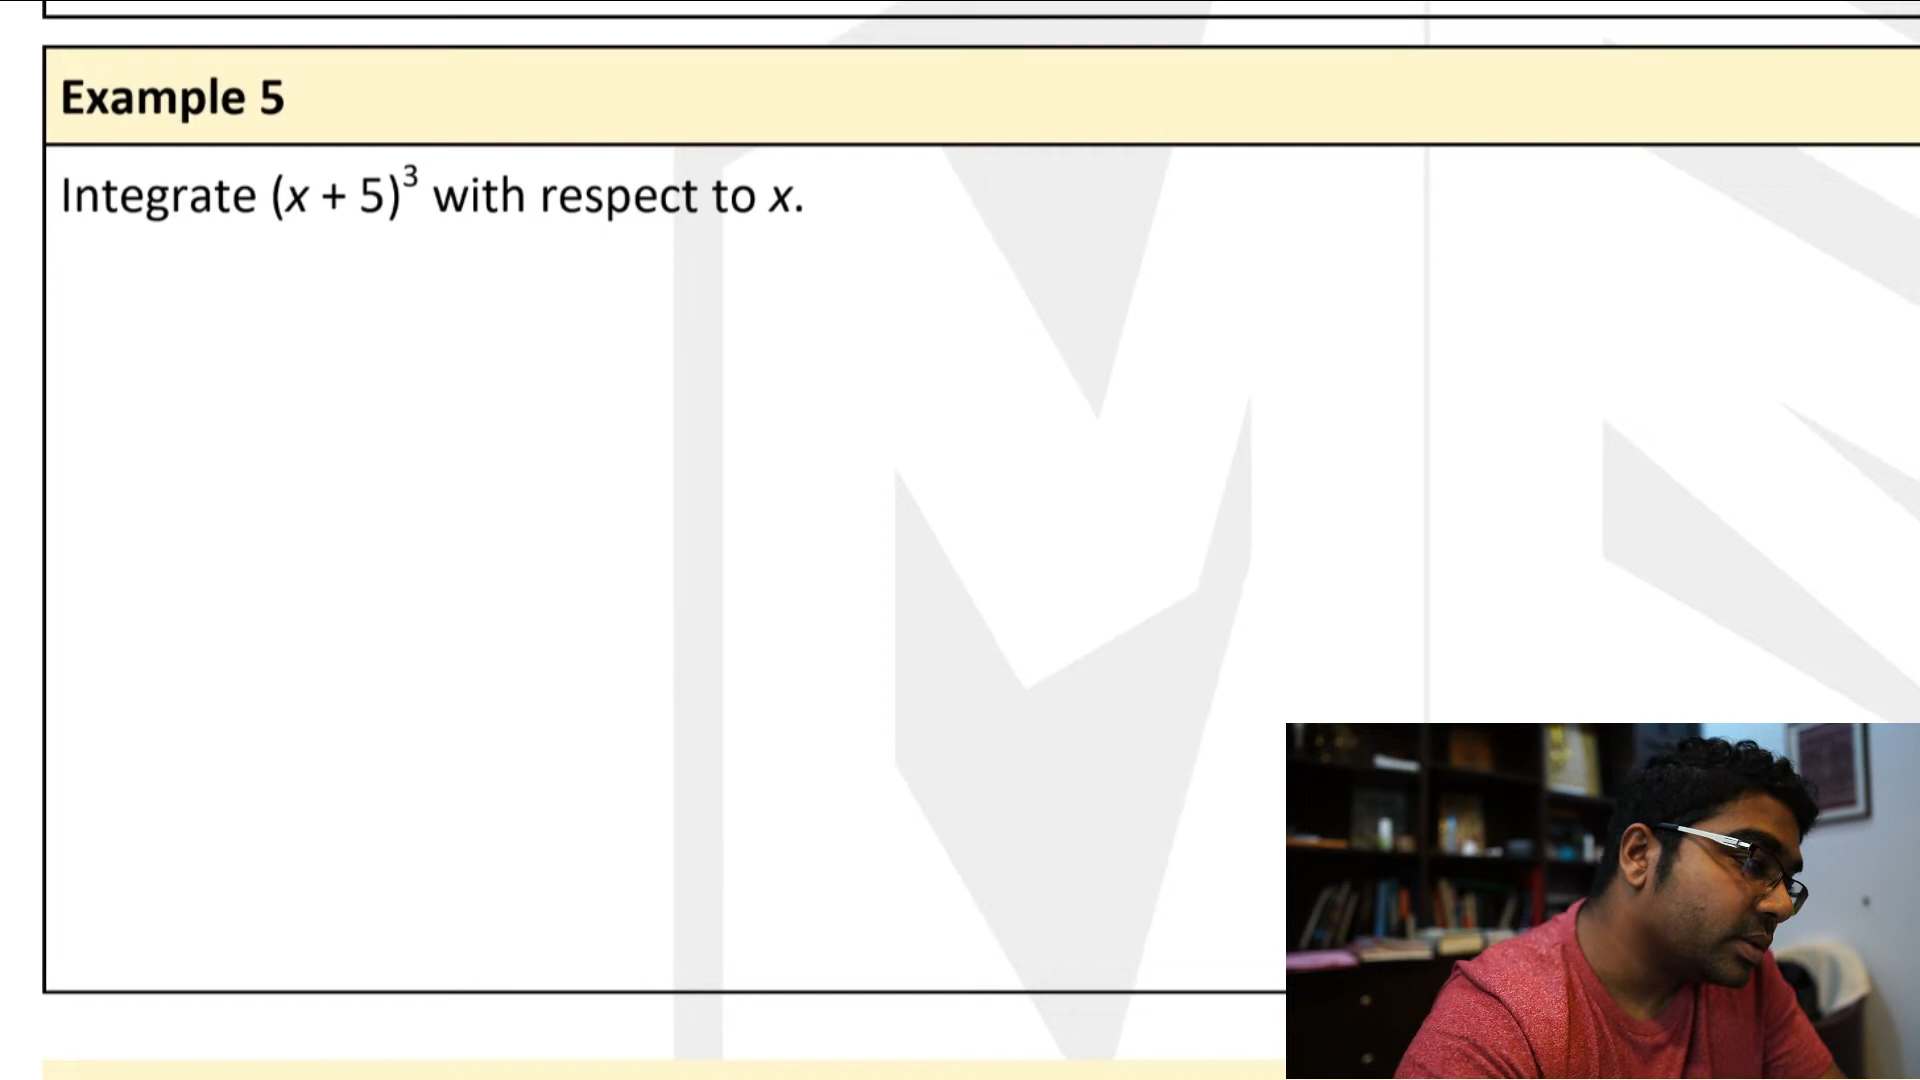 Example 5
Integrate (x + 5)³ with respect to x.